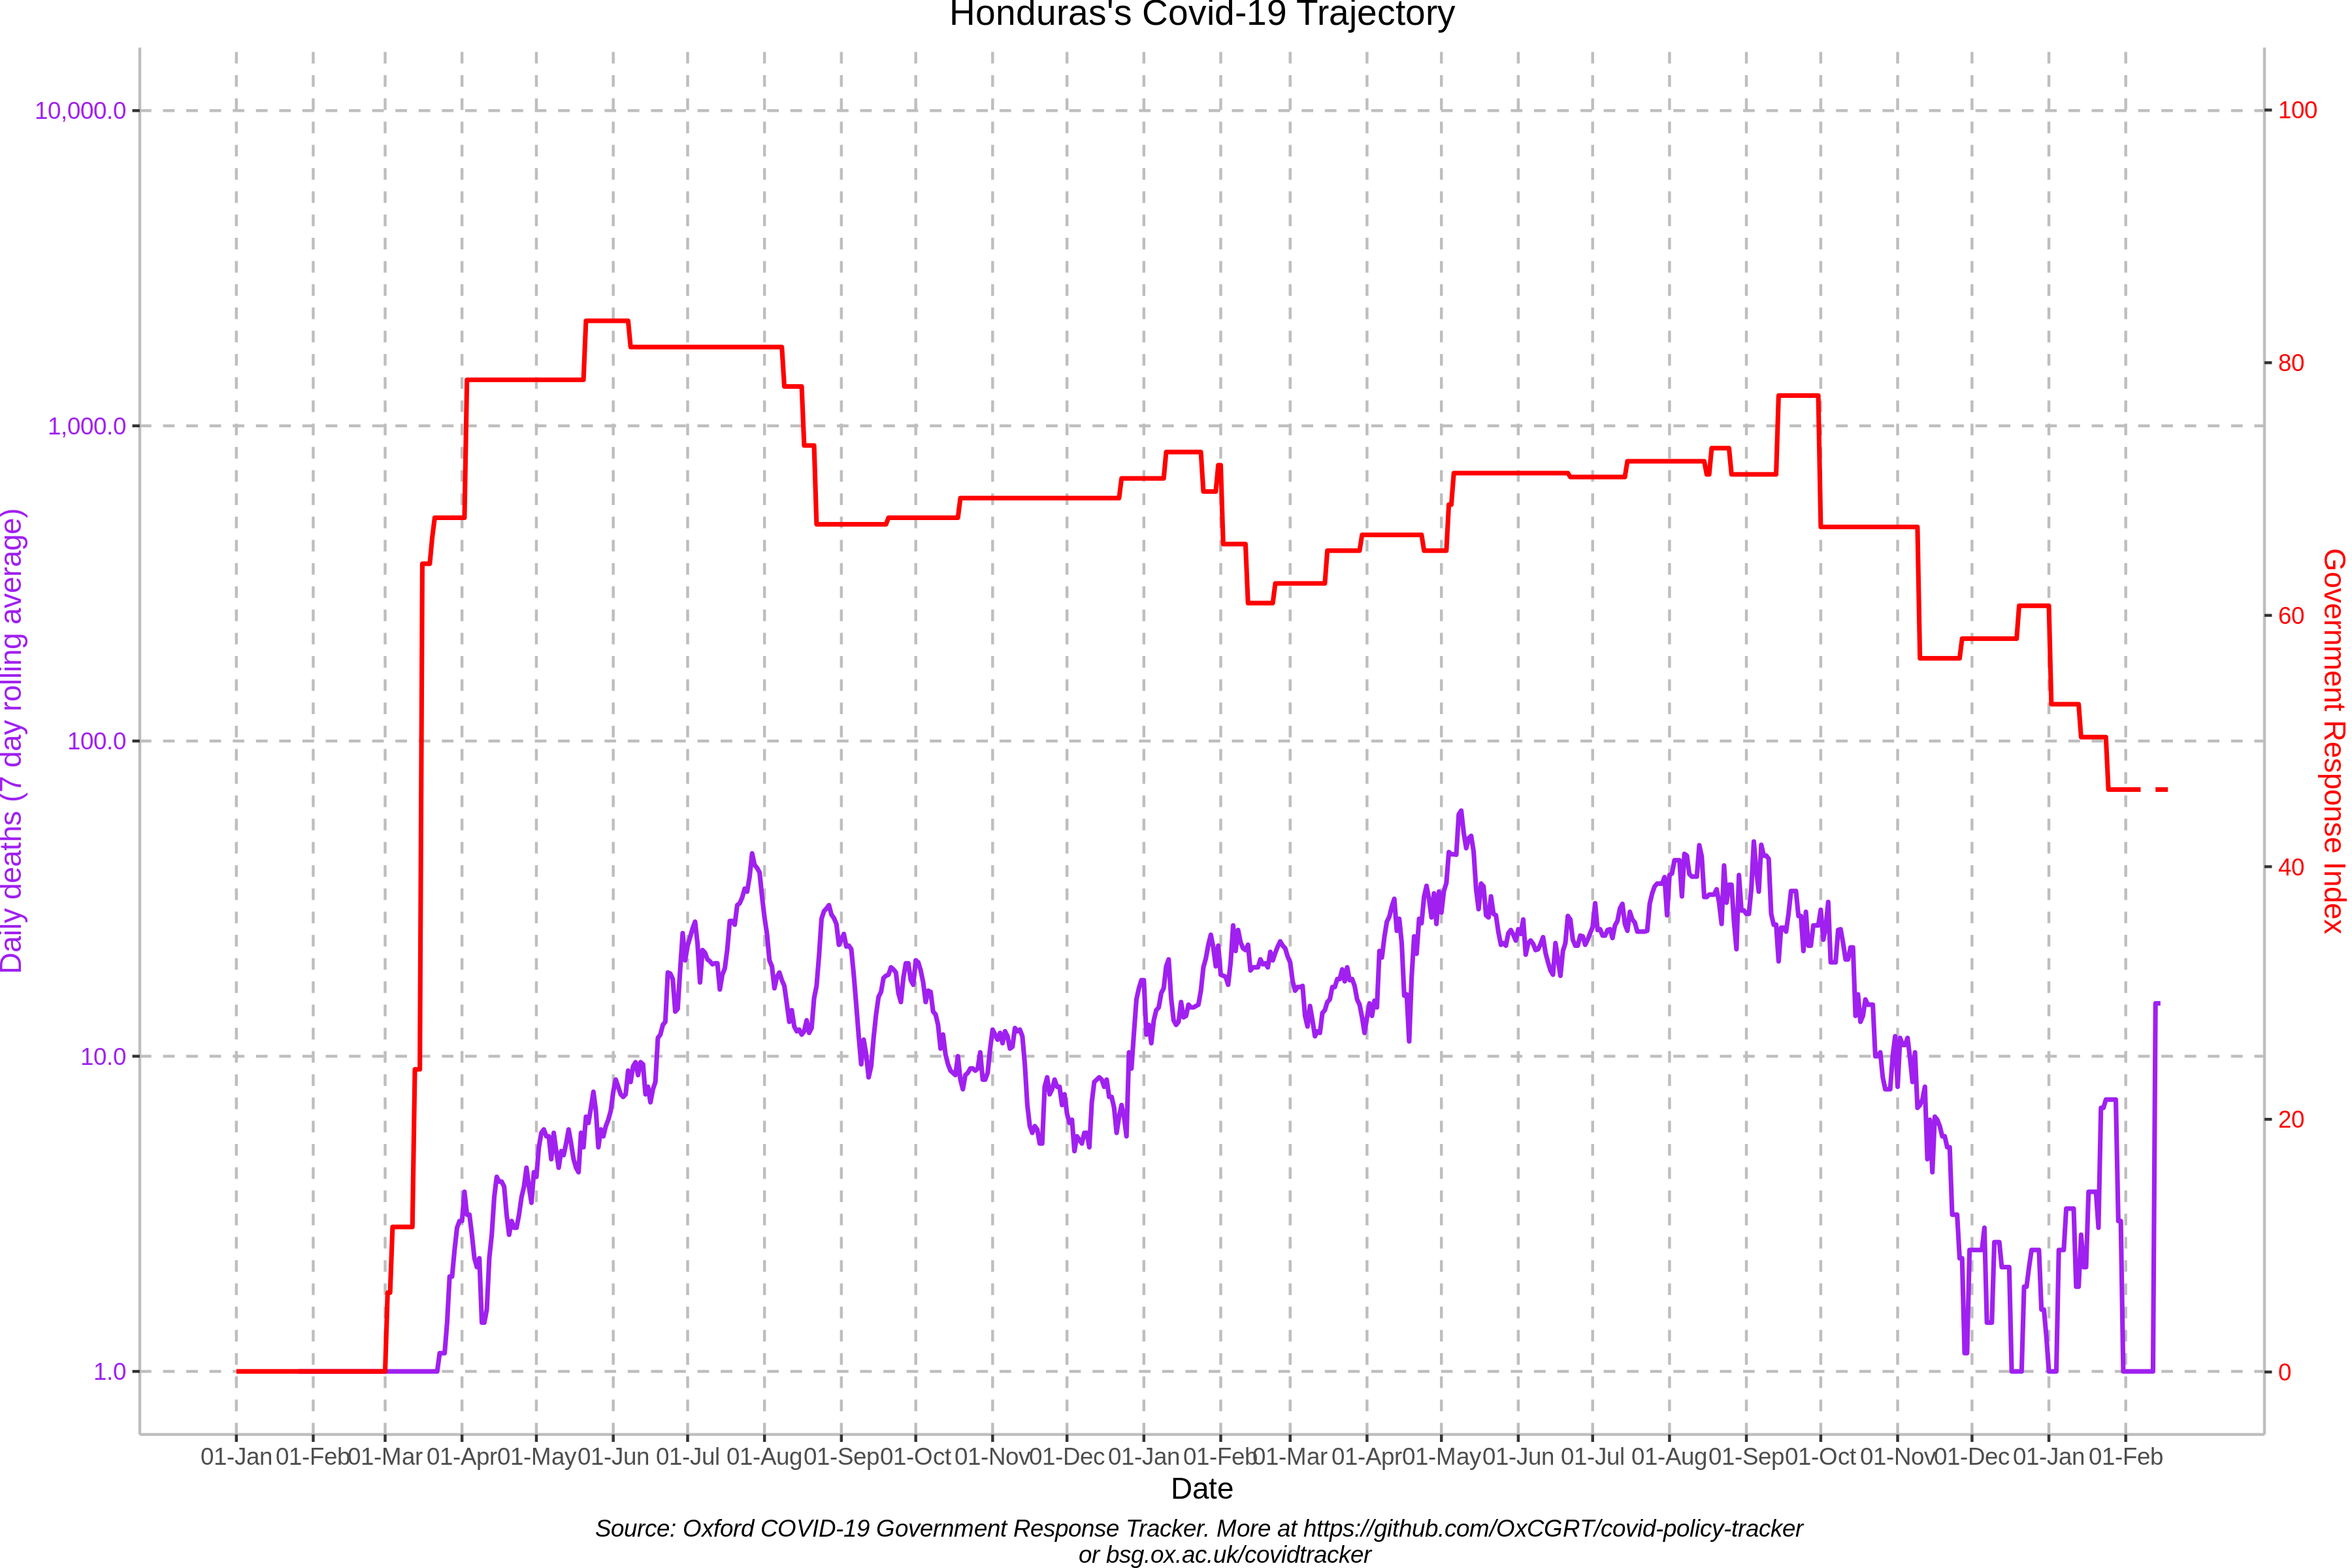 Honduras's Covid-19 Trajectory
10,000.0
1,000.0
100.0
10.0
1.0
Daily deaths (7 day rolling average)
100
80
60
40
20
0
Government Response Index
01-Jan 01-Feb 01-Mar 01-Apr 01-May 01-Jun 01-Jul 01-Aug 01-Sep 01-Oct 01-Nov 01-Dec 01-Jan 01-Feb 01-Mar 01-Apr 01-May 01-Jun 01-Jul 01-Aug 01-Sep 01-Oct 01-Nov 01-Dec 01-Jan 01-Feb
Date
Source: Oxford COVID-19 Government Response Tracker. More at https://github.com/OxCGRT/covid-policy-tracker
or bsg.ox.ac.uk/covidtracker